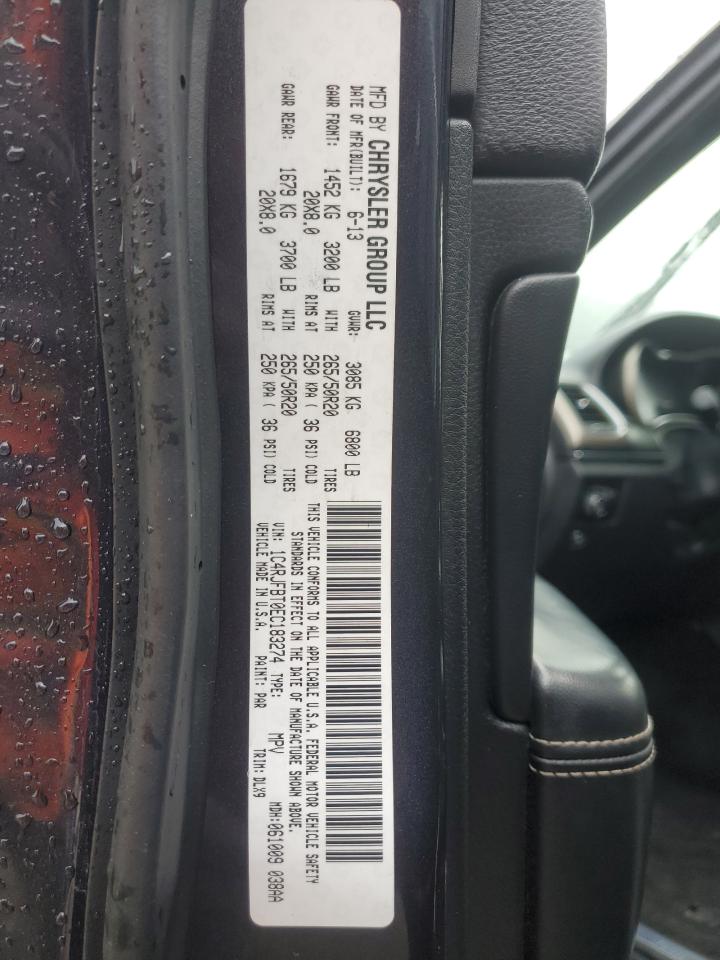 MFD BY CHRYSLER GROUP LLC
DATE OF MFR(BUILT): 6-13 GVWR: 3085 KG 6800 LB
GAWR FRONT: 1452 KG 3200 LB WITH 265/50R20 TIRES
20X8.0 RIMS AT 250 KPA ( 36 PSI) COLD
GAWR REAR: 1679 KG 3700 LB WITH 265/50R20 TIRES
20X8.0 RIMS AT 250 KPA ( 36 PSI) COLD
THIS VEHICLE CONFORMS TO ALL APPLICABLE U.S.A. FEDERAL MOTOR VEHICLE SAFETY
STANDARDS IN EFFECT ON THE DATE OF MANUFACTURE SHOWN ABOVE.
VIN: 1C4RJFBT0EC183274 TYPE: MPV MDH:061009 038AA
VEHICLE MADE IN U.S.A. PAINT: PAR TRIM: DLX9